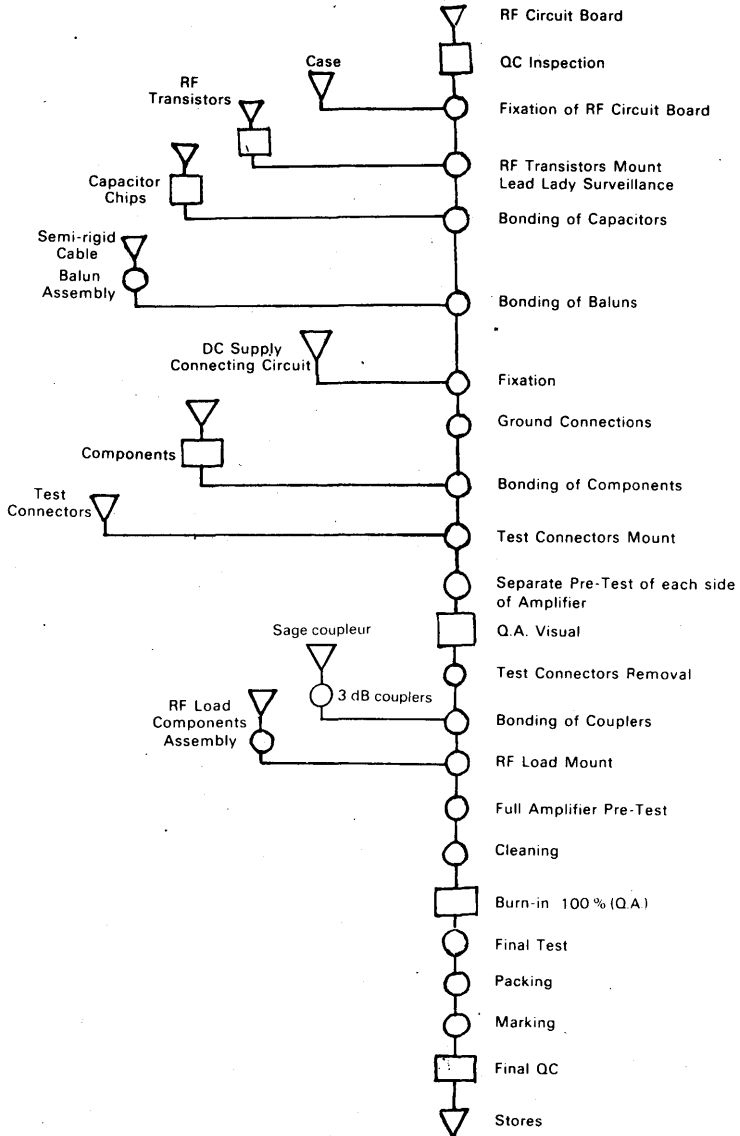 RF Circuit Board
QC Inspection
Case
Fixation of RF Circuit Board
RF
Transistors
RF Transistors Mount
Lead Lady Surveillance
Capacitor
Chips
Bonding of Capacitors
Semi-rigid
Cable
Balun
Assembly
Bonding of Baluns
DC Supply
Connecting Circuit
Fixation
Ground Connections
Components
Bonding of Components
Test
Connectors
Test Connectors Mount
Separate Pre-Test of each side
of Amplifier
Q.A. Visual
Sage coupleur
Test Connectors Removal
3 dB couplers
Bonding of Couplers
RF Load
Components
Assembly
RF Load Mount
Full Amplifier Pre-Test
Cleaning
Burn-in 100 % (Q.A.)
Final Test
Packing
Marking
Final QC
Stores